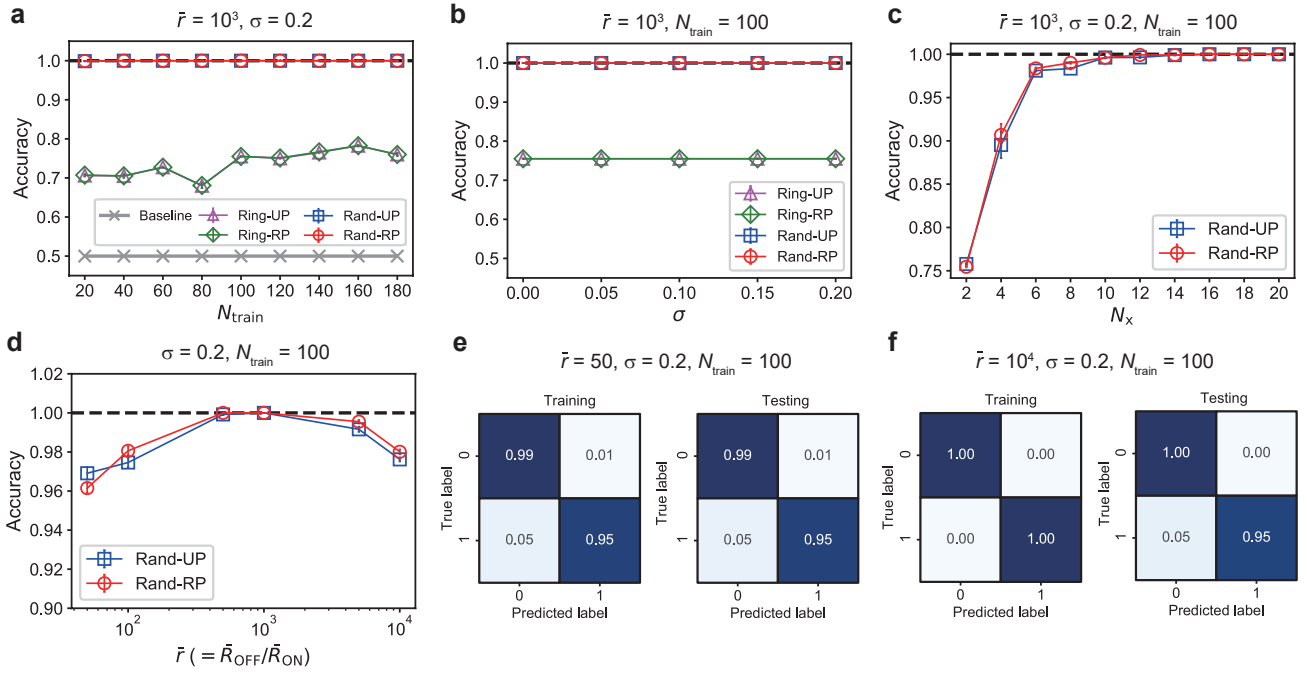 a
r̄ = 10³, σ = 0.2
Accuracy
1.0
0.9
0.8
0.7
0.6
0.5
Baseline
Ring-UP
Ring-RP
Rand-UP
Rand-RP
20 40 60 80 100 120 140 160 180
N_train
b
r̄ = 10³, N_train = 100
Accuracy
1.0
0.9
0.8
0.7
0.6
0.5
Ring-UP
Ring-RP
Rand-UP
Rand-RP
0.00 0.05 0.10 0.15 0.20
σ
c
r̄ = 10³, σ = 0.2, N_train = 100
Accuracy
1.00
0.95
0.90
0.85
0.80
0.75
Rand-UP
Rand-RP
2 4 6 8 10 12 14 16 18 20
N_x
d
σ = 0.2, N_train = 100
Accuracy
1.02
1.00
0.98
0.96
0.94
0.92
0.90
Rand-UP
Rand-RP
10² 10³ 10⁴
r̄ (= R̄_OFF/R̄_ON)
e
r̄ = 50, σ = 0.2, N_train = 100
Training
True label
0
1
0.99 0.01
0.05 0.95
0 1
Predicted label
Testing
True label
0
1
0.99 0.01
0.05 0.95
0 1
Predicted label
f
r̄ = 10⁴, σ = 0.2, N_train = 100
Training
True label
0
1
1.00 0.00
0.00 1.00
0 1
Predicted label
Testing
True label
0
1
1.00 0.00
0.05 0.95
0 1
Predicted label